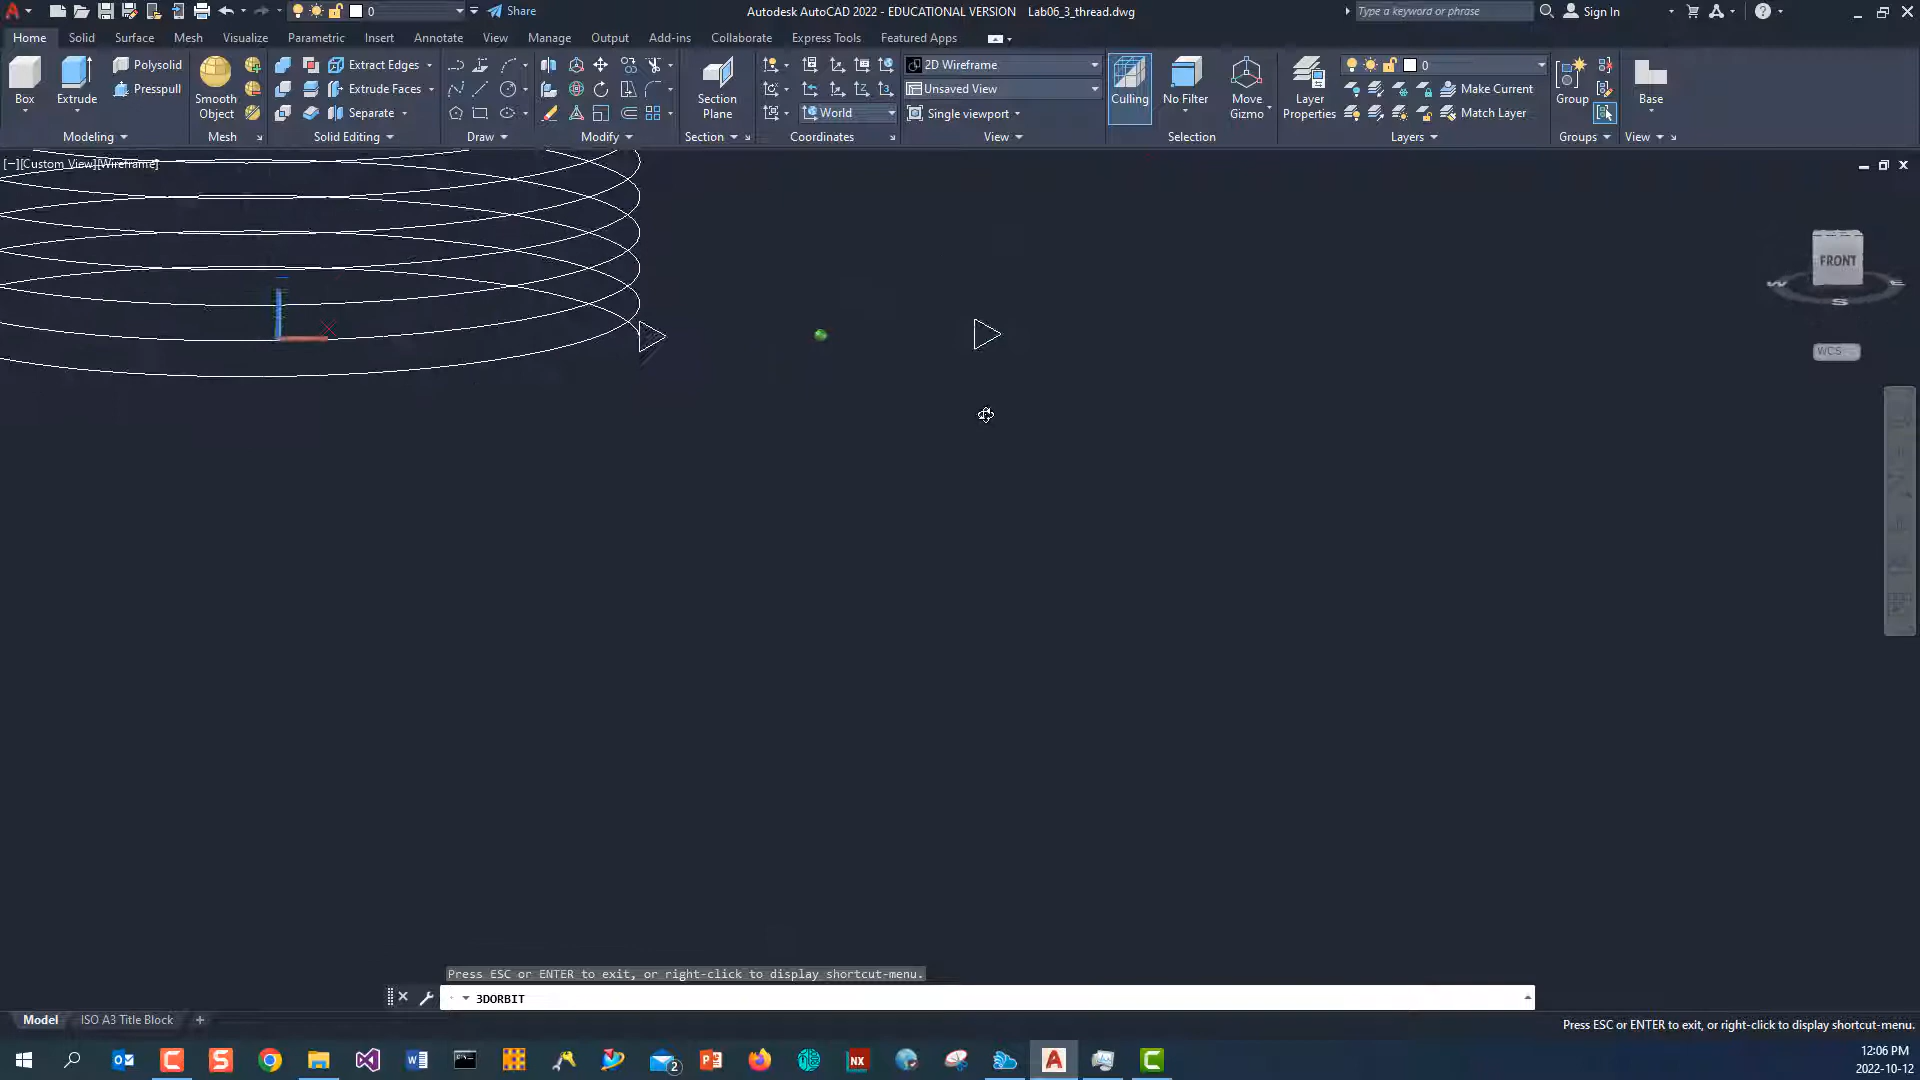 0
Share
Autodesk AutoCAD 2022 - EDUCATIONAL VERSION Lab06_3_thread.dwg
Type a keyword or phrase
Sign In
Home Solid Surface Mesh Visualize Parametric Insert Annotate View Manage Output Add-ins Collaborate Express Tools Featured Apps
Box
Extrude
Polysolid
Presspull
Modeling
Smooth
Object
Mesh
Extract Edges
Extrude Faces
Separate
Solid Editing
Draw
Modify
Section
Plane
Section
World
Coordinates
2D Wireframe
Unsaved View
Single viewport
View
Culling
No Filter
Move
Gizmo
Selection
Layer
Properties
0
Make Current
Match Layer
Layers
Group
Groups
Base
View
[−][Custom View][Wireframe]
FRONT
W
S
E
WCS
Press ESC or ENTER to exit, or right-click to display shortcut-menu.
3DORBIT
Model
ISO A3 Title Block
+
Press ESC or ENTER to exit, or right-click to display shortcut-menu.
2
NX
12:06 PM
2022-10-12